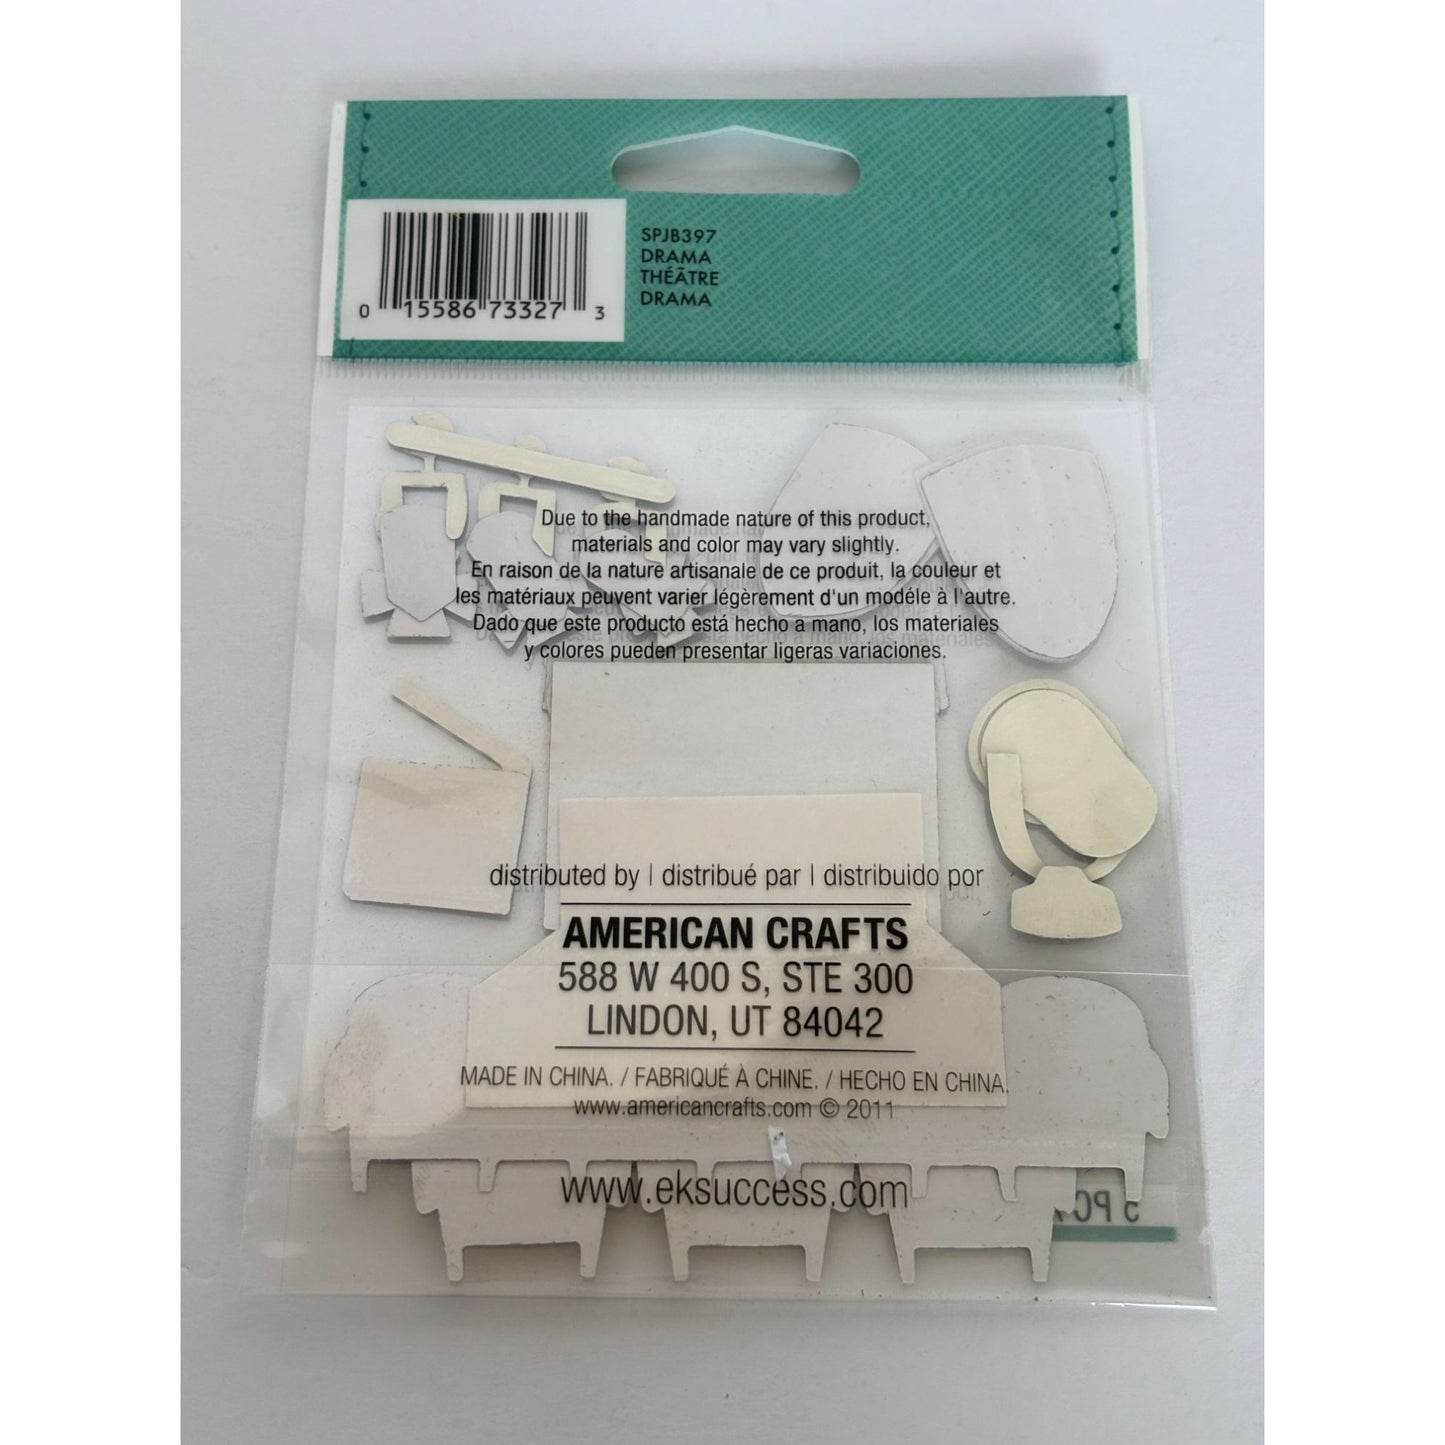 SPJB397
DRAMA
THÉÃTRE
DRAMA
0 15586 73327 3
Due to the handmade nature of this product,
materials and color may vary slightly.
En raison de la nature artisanale de ce produit, la couleur et
les matériaux peuvent varier légèrement d'un modéle à l'autre.
Dado que este producto está hecho a mano, los materiales
y colores pueden presentar ligeras variaciones.
distributed by | distribué par | distribuido por
AMERICAN CRAFTS
588 W 400 S, STE 300
LINDON, UT 84042
MADE IN CHINA. / FABRIQUÉ À CHINE. / HECHO EN CHINA.
www.americancrafts.com © 2011
www.eksuccess.com
5 PC